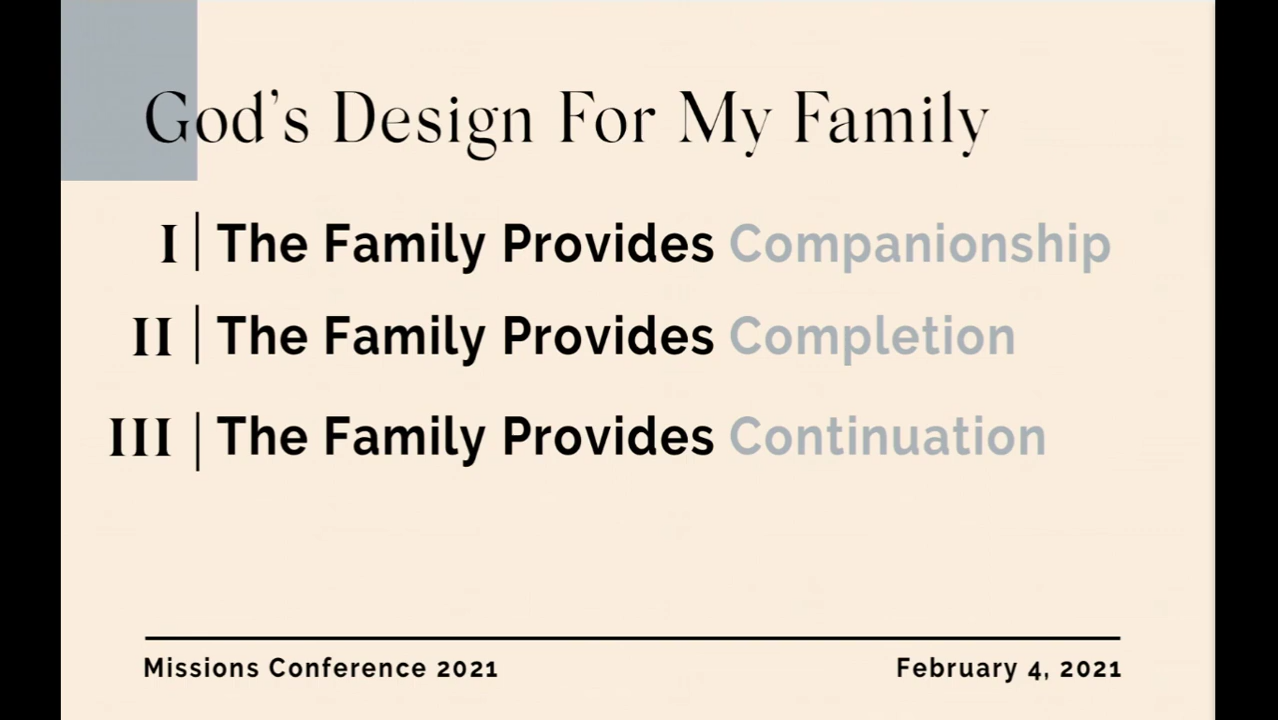 God’s Design For My Family
I | The Family Provides Companionship
II | The Family Provides Completion
III | The Family Provides Continuation
Missions Conference 2021
February 4, 2021